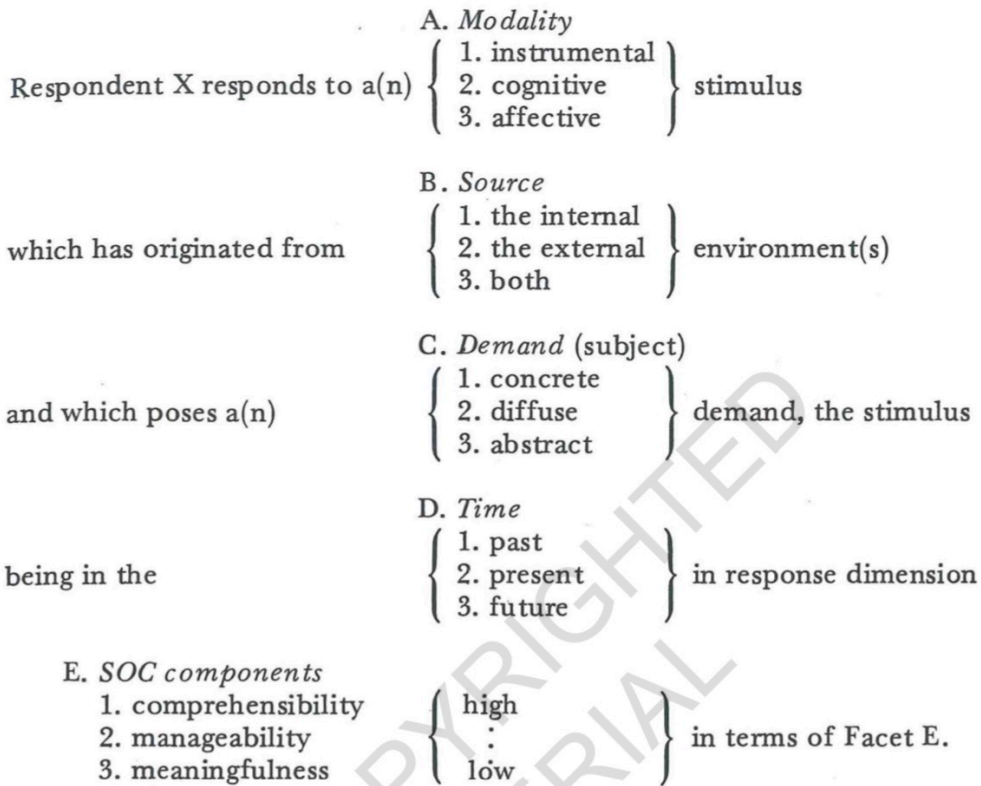 A. Modality
1. instrumental
Respondent X responds to a(n) 2. cognitive stimulus
3. affective
B. Source
1. the internal
which has originated from 2. the external environment(s)
3. both
C. Demand (subject)
1. concrete
and which poses a(n) 2. diffuse demand, the stimulus
3. abstract
D. Time
1. past
being in the 2. present in response dimension
3. future
E. SOC components
1. comprehensibility high
2. manageability : in terms of Facet E.
3. meaningfulness low
COPYRIGHTED
MATERIAL